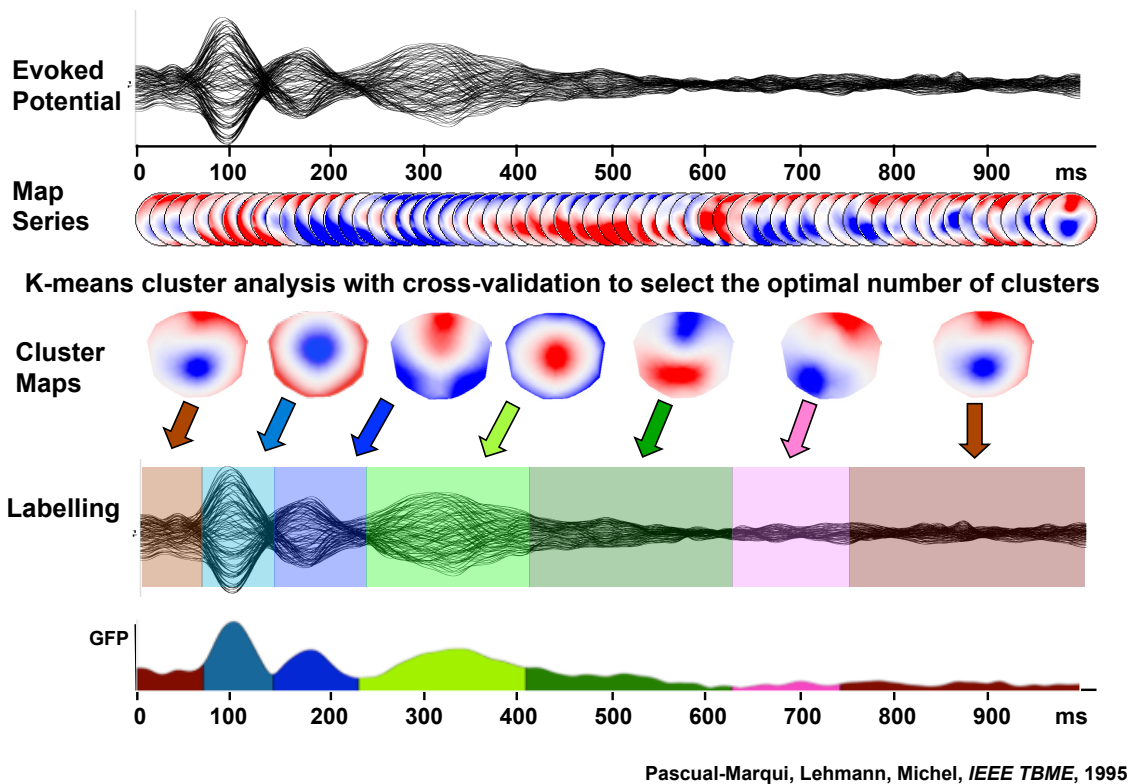 Evoked
Potential
0 100 200 300 400 500 600 700 800 900 ms
Map
Series
K-means cluster analysis with cross-validation to select the optimal number of clusters
Cluster
Maps
Labelling
GFP
0 100 200 300 400 500 600 700 800 900 ms
Pascual-Marqui, Lehmann, Michel, IEEE TBME, 1995